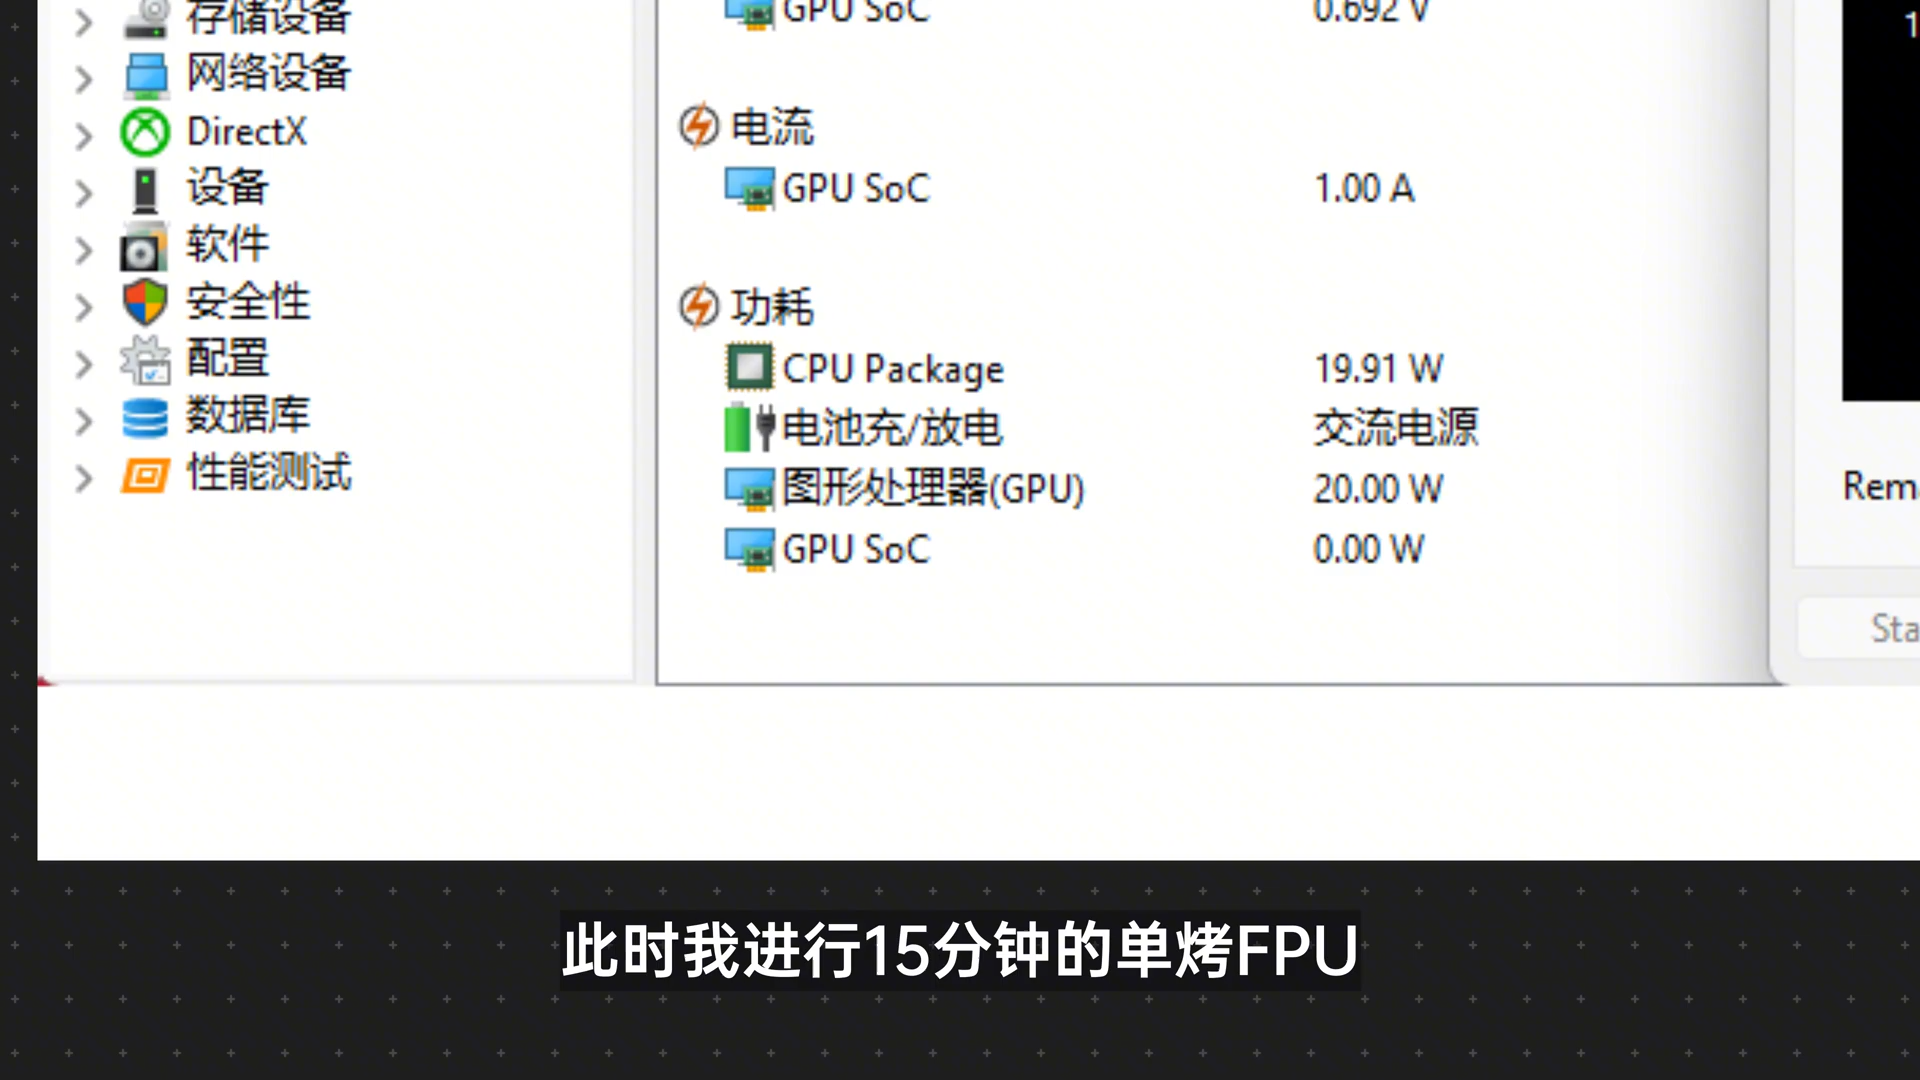 存储设备
网络设备
DirectX
设备
软件
安全性
配置
数据库
性能测试
GPU SoC 0.692 V
电流
GPU SoC 1.00 A
功耗
CPU Package 19.91 W
电池充/放电 交流电源
图形处理器(GPU) 20.00 W
GPU SoC 0.00 W
1
Rem
Sta
此时我进行15分钟的单烤FPU